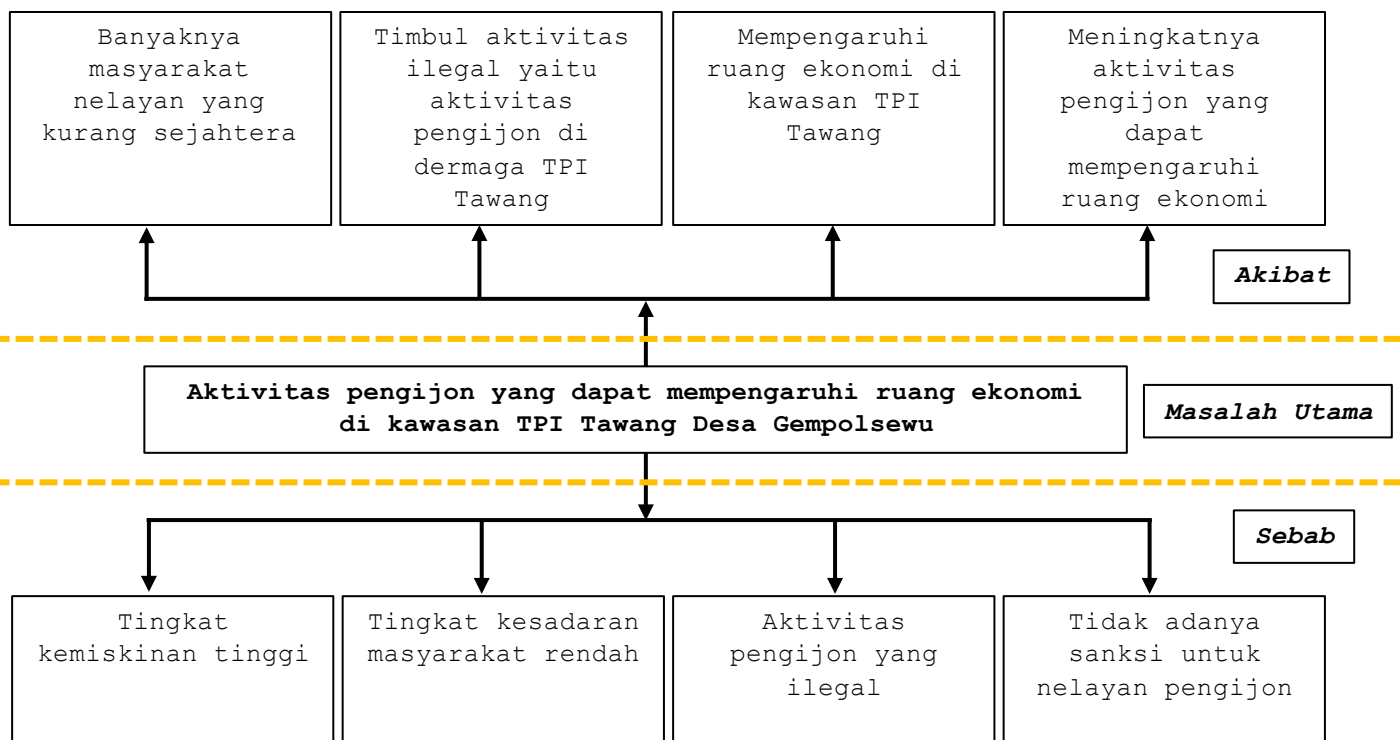 Banyaknya
masyarakat
nelayan yang
kurang sejahtera
Timbul aktivitas
ilegal yaitu
aktivitas
pengijon di
dermaga TPI
Tawang
Mempengaruhi
ruang ekonomi di
kawasan TPI
Tawang
Meningkatnya
aktivitas
pengijon yang
dapat
mempengaruhi
ruang ekonomi
Akibat
Aktivitas pengijon yang dapat mempengaruhi ruang ekonomi
di kawasan TPI Tawang Desa Gempolsewu
Masalah Utama
Sebab
Tingkat
kemiskinan tinggi
Tingkat kesadaran
masyarakat rendah
Aktivitas
pengijon yang
ilegal
Tidak adanya
sanksi untuk
nelayan pengijon